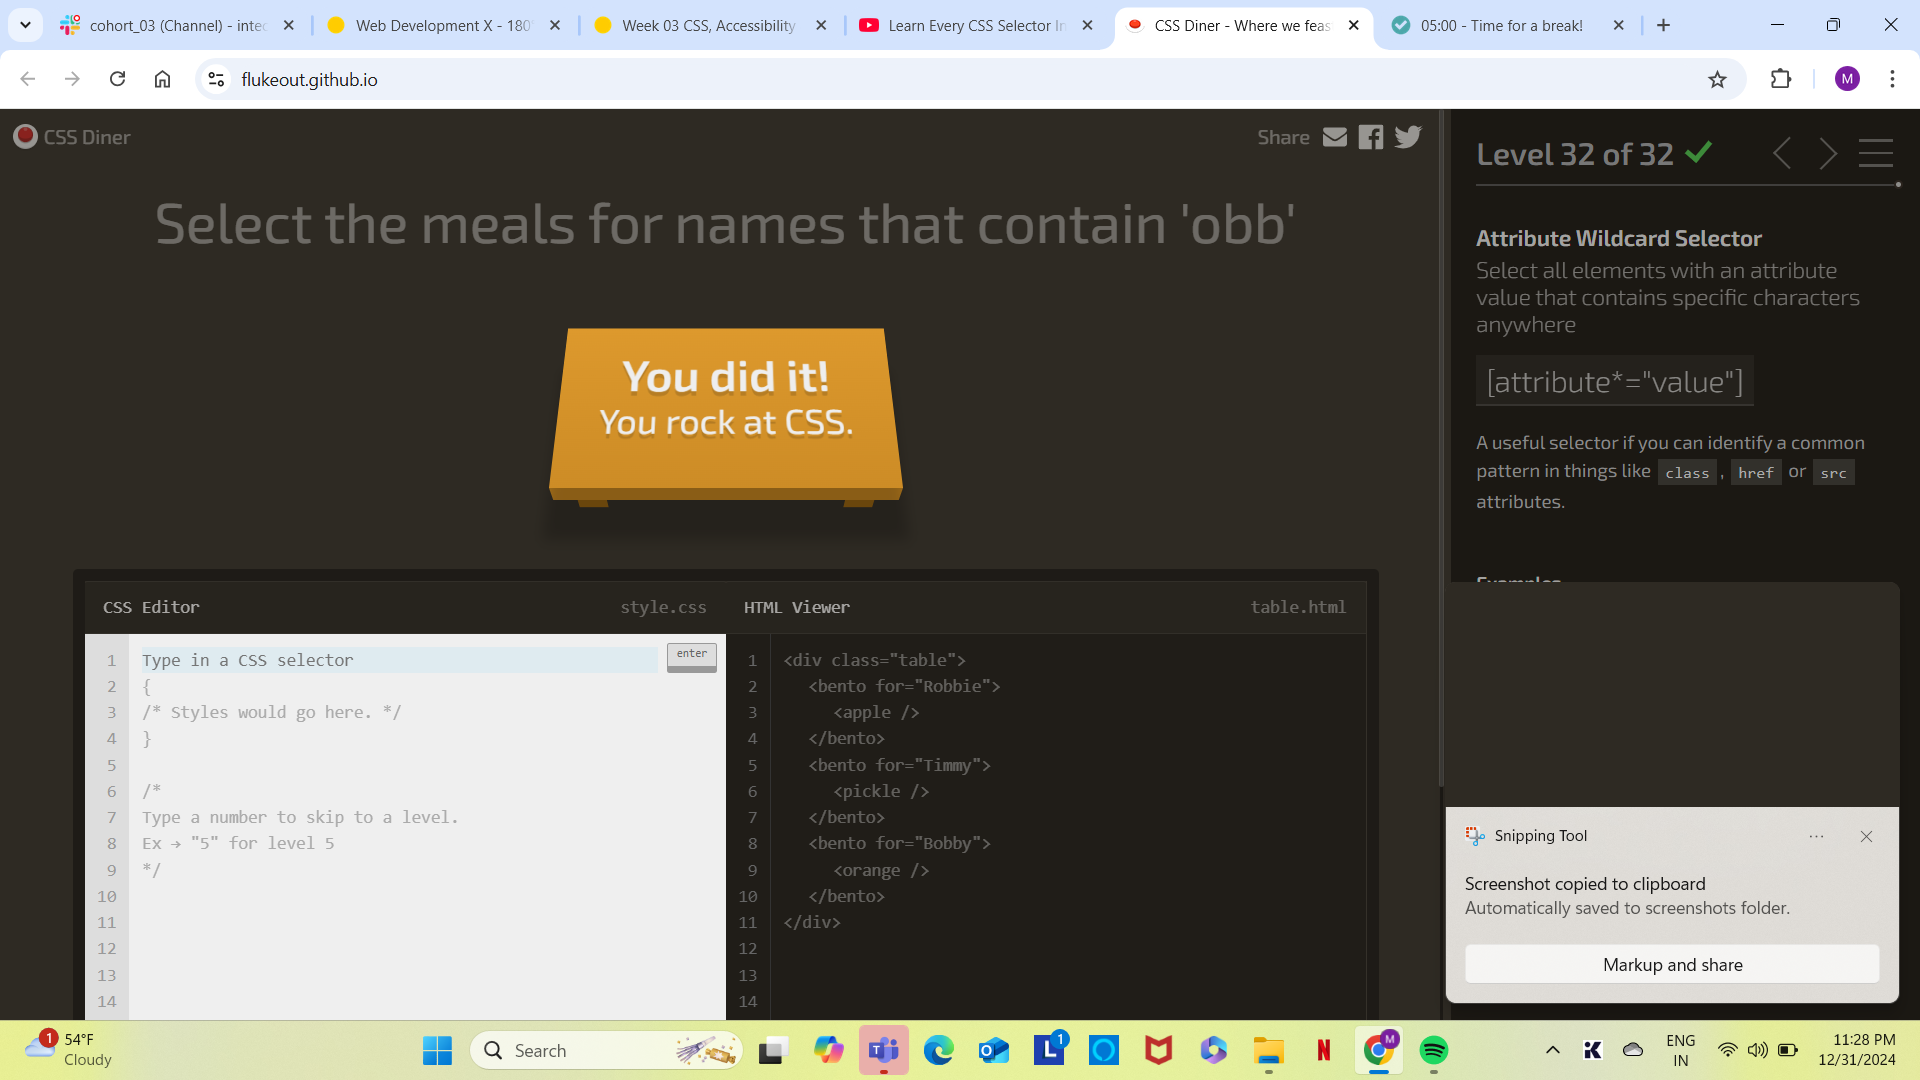 cohort_03 (Channel) - intec
Web Development X - 180
Week 03 CSS, Accessibility
Learn Every CSS Selector In
CSS Diner - Where we feas
05:00 - Time for a break!
flukeout.github.io
M
CSS Diner
Share
Select the meals for names that contain 'obb'
You did it!
You rock at CSS.
CSS Editor
style.css
HTML Viewer
table.html
1 Type in a CSS selector
enter
2 {
3 /* Styles would go here. */
4 }
5
6 /*
7 Type a number to skip to a level.
8 Ex → "5" for level 5
9 */
10
11
12
13
14
1 <div class="table">
2 <bento for="Robbie">
3 <apple />
4 </bento>
5 <bento for="Timmy">
6 <pickle />
7 </bento>
8 <bento for="Bobby">
9 <orange />
10 </bento>
11 </div>
12
13
14
Level 32 of 32
Attribute Wildcard Selector
Select all elements with an attribute
value that contains specific characters
anywhere
[attribute*="value"]
A useful selector if you can identify a common
pattern in things like class , href or src
attributes.
Examples
Snipping Tool
Screenshot copied to clipboard
Automatically saved to screenshots folder.
Markup and share
1
54°F
Cloudy
Search
1
M
ENG
IN
11:28 PM
12/31/2024